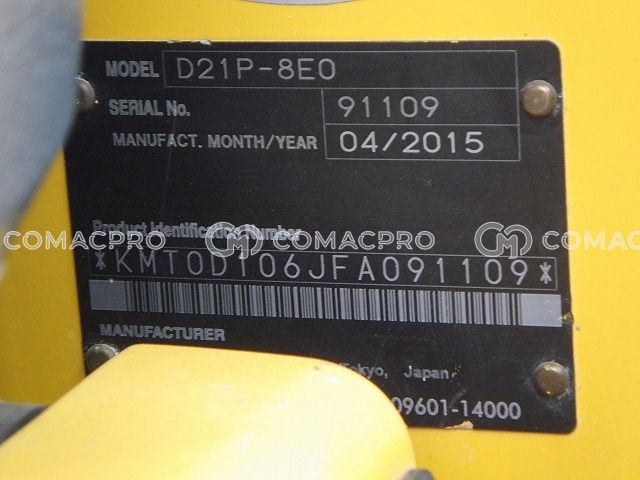 MODEL D21P-8E0
SERIAL No. 91109
MANUFACT. MONTH/YEAR 04/2015
Product Identification Number
COMACPRO COMACPRO COMAC
*KMT0D106JFA091109*
MANUFACTURER
Tokyo, Japan
09601-14000